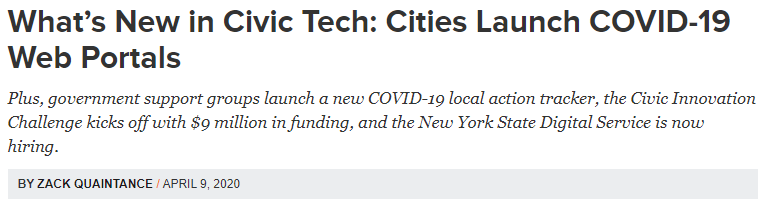 What’s New in Civic Tech: Cities Launch COVID-19
Web Portals
Plus, government support groups launch a new COVID-19 local action tracker, the Civic Innovation
Challenge kicks off with $9 million in funding, and the New York State Digital Service is now
hiring.
BY ZACK QUAINTANCE / APRIL 9, 2020